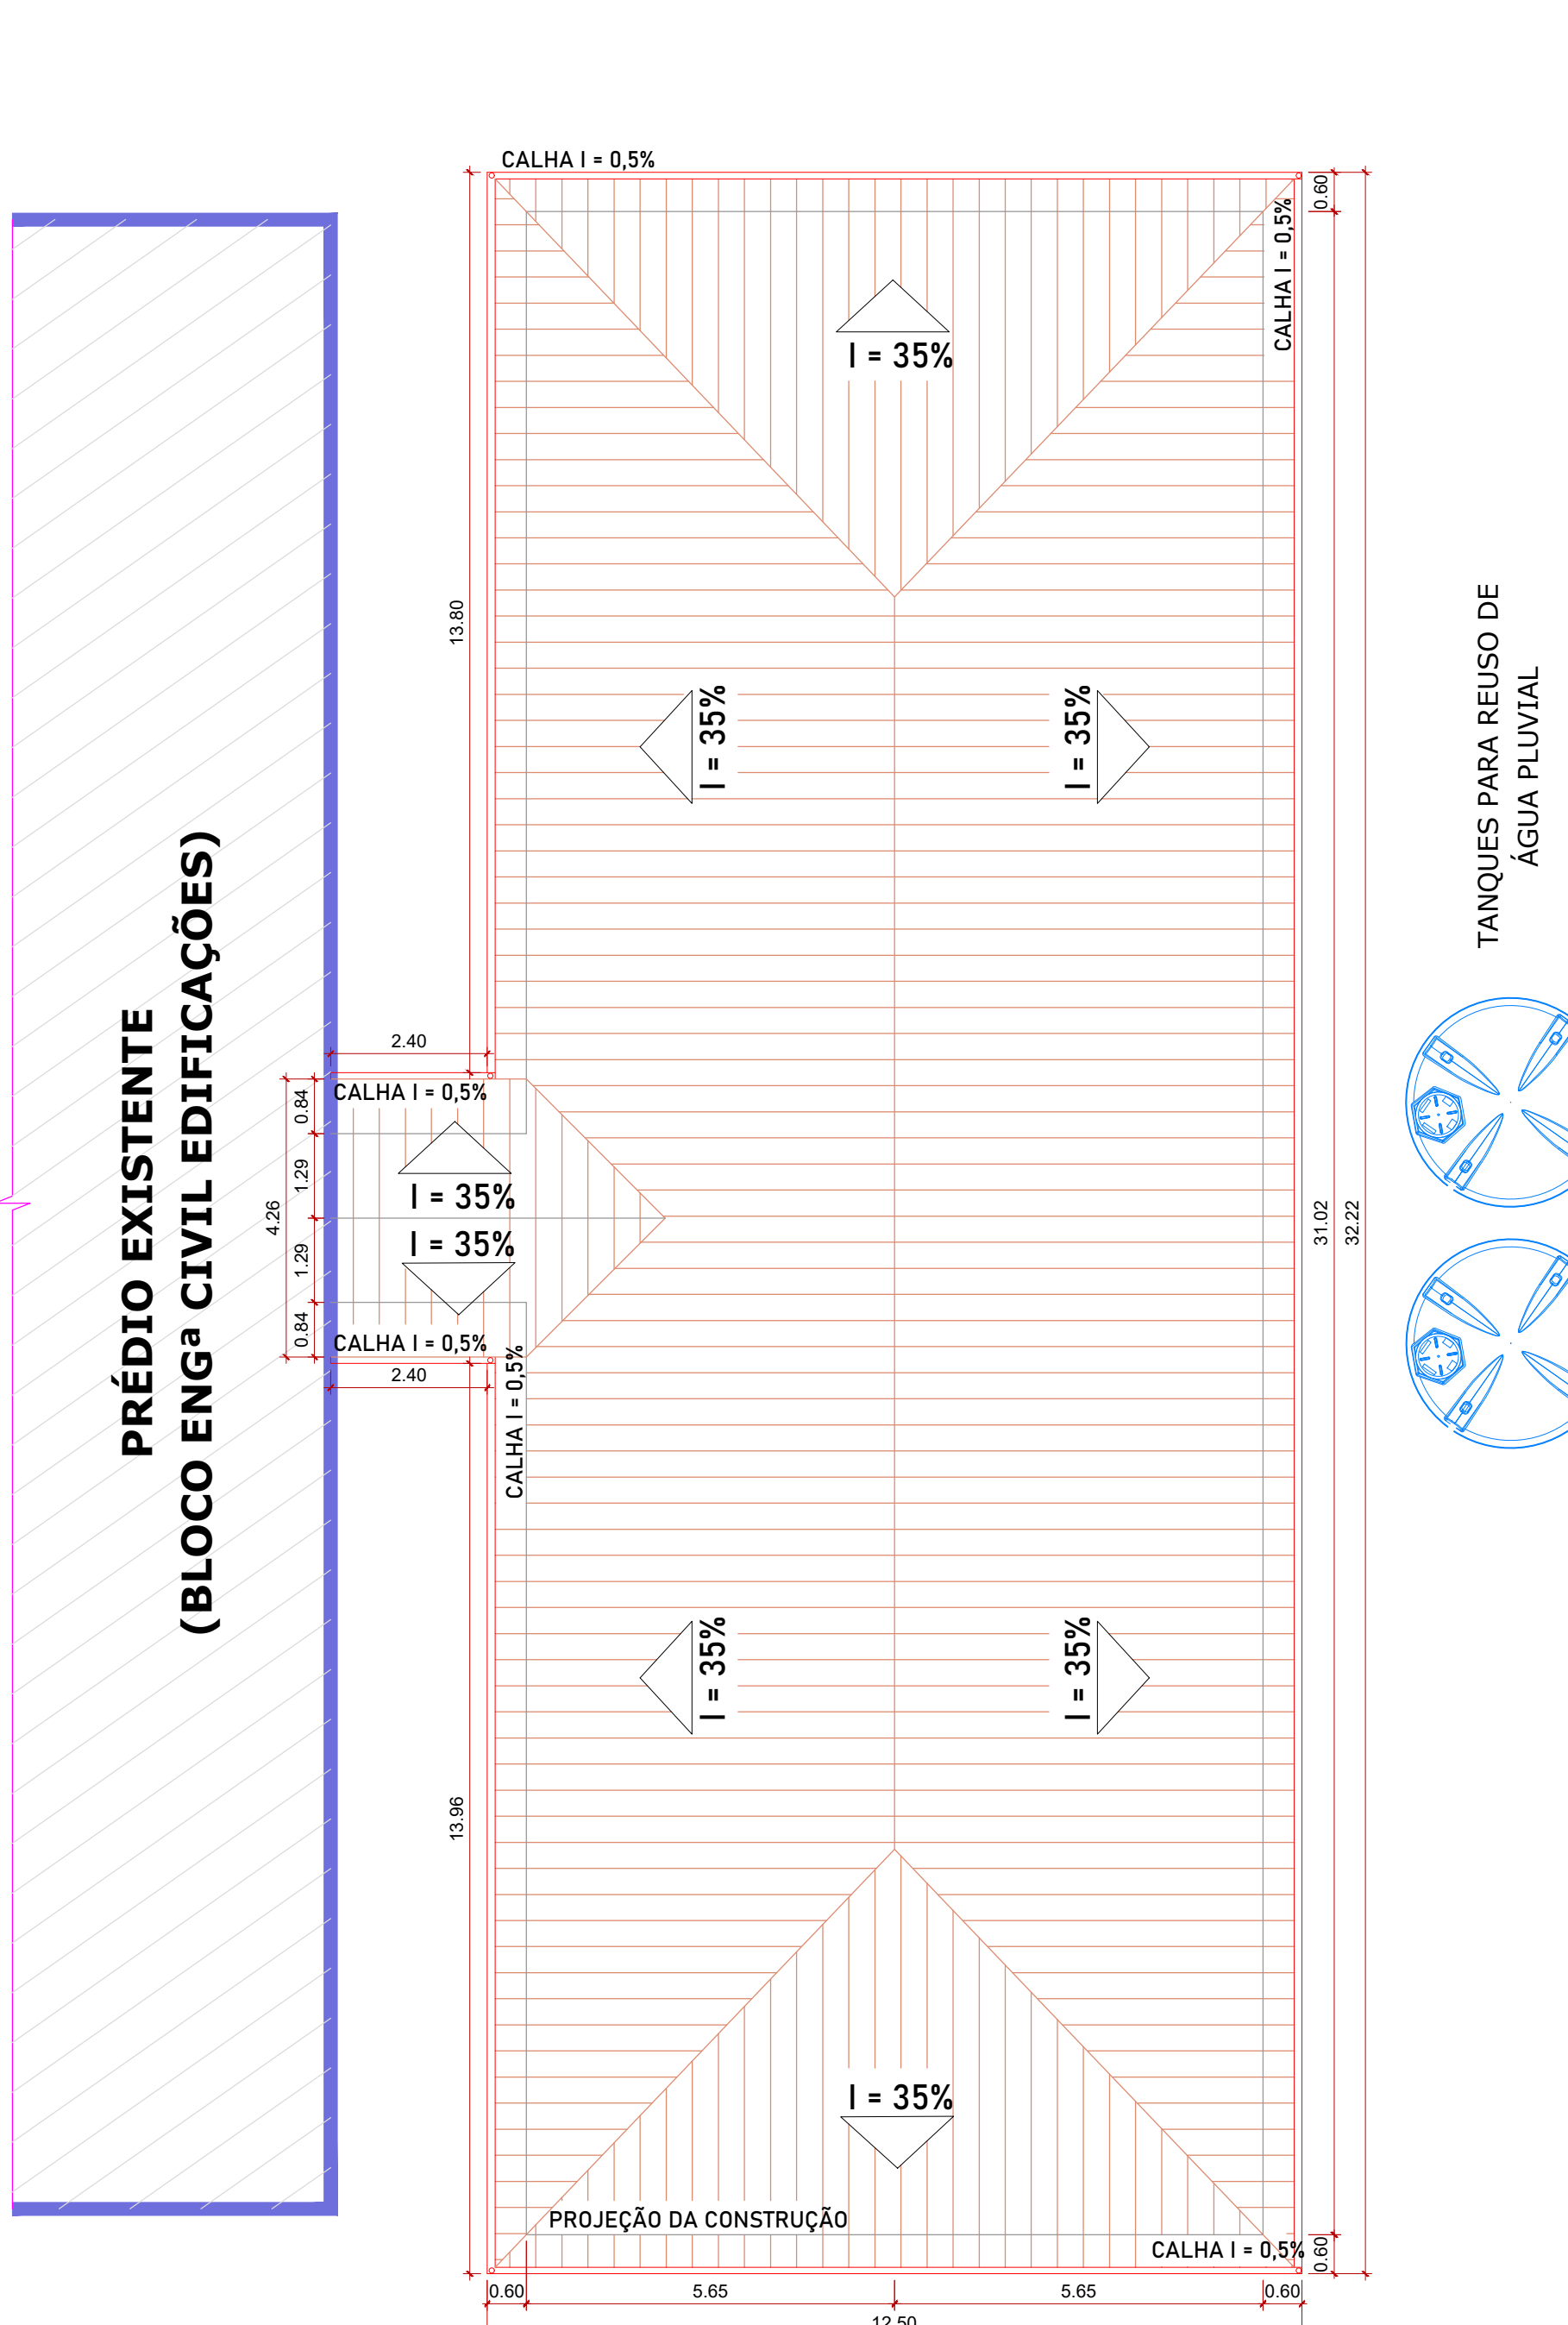 CALHA I = 0,5%
0.60
CALHA I = 0,5%
I = 35%
13.80
I = 35%
I = 35%
TANQUES PARA REUSO DE
ÁGUA PLUVIAL
PRÉDIO EXISTENTE
(BLOCO ENGª CIVIL EDIFICAÇÕES)
2.40
CALHA I = 0,5%
0.84
1.29
I = 35%
4.26
31.02
32.22
I = 35%
1.29
0.84
CALHA I = 0,5%
2.40
CALHA I = 0,5%
I = 35%
I = 35%
13.96
I = 35%
PROJEÇÃO DA CONSTRUÇÃO
CALHA I = 0,5%
0.60
0.60
5.65
5.65
0.60
12.50